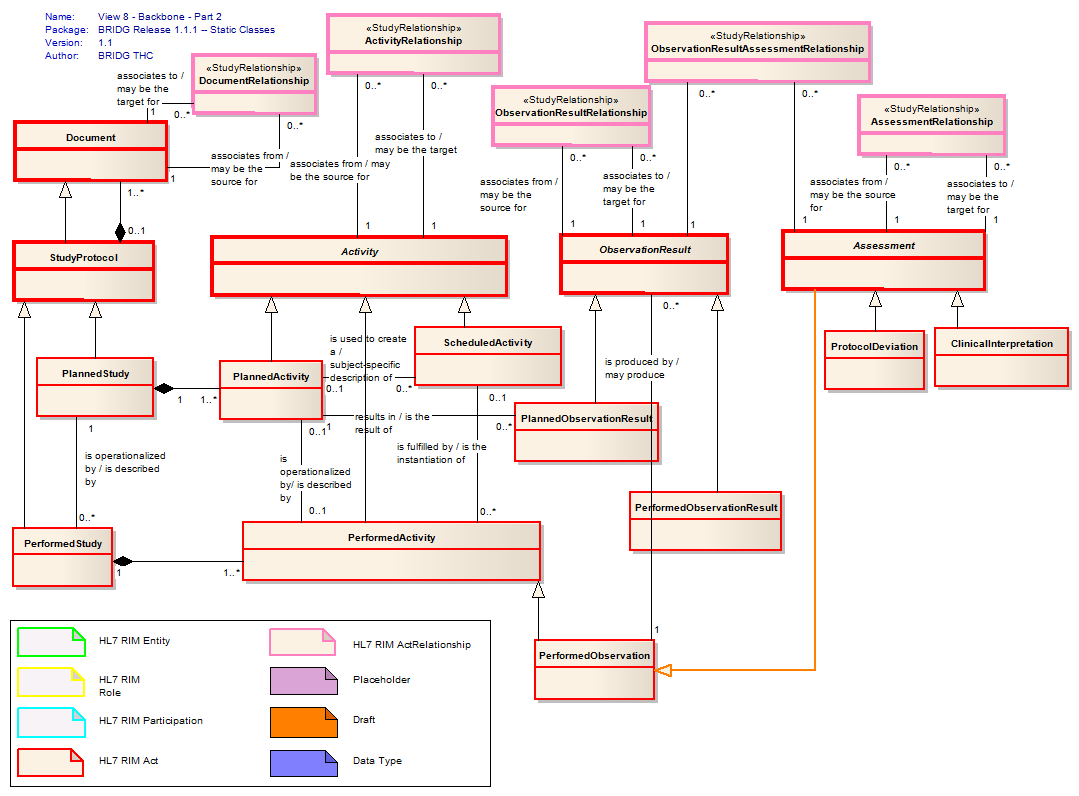 Name: View 8 - Backbone - Part 2
Package: BRIDG Release 1.1.1 -- Static Classes
Version: 1.1
Author: BRIDG THC
«StudyRelationship»
DocumentRelationship
«StudyRelationship»
ActivityRelationship
«StudyRelationship»
ObservationResultRelationship
«StudyRelationship»
ObservationResultAssessmentRelationship
«StudyRelationship»
AssessmentRelationship
associates to /
may be the
target for
1
0..*
0..*
Document
associates from /
may be the
source for
1
1..*
0..1
0..*
0..*
associates from / may
be the source for
associates to /
may be the target
1
1
0..*
0..*
associates from /
may be the
source for
associates to /
may be the
target for
1
1
0..*
0..*
1
1
0..*
0..*
associates from /
may be the source
for
associates to /
may be the
target for
1
1
StudyProtocol
Activity
ObservationResult
Assessment
0..*
PlannedStudy
PlannedActivity
ScheduledActivity
ProtocolDeviation
ClinicalInterpretation
is used to create
a /
subject-specific
description of
0..1
0..*
is produced by /
may produce
1
1..*
results in / is the
result of
1
0..*
PlannedObservationResult
1
is operationalized
by / is described
by
0..*
0..1
is
operationalized
by/ is described
by
0..1
0..1
is fulfilled by / is the
instantiation of
0..*
PerformedObservationResult
PerformedStudy
PerformedActivity
1
1..*
1
PerformedObservation
HL7 RIM Entity
HL7 RIM ActRelationship
HL7 RIM
Role
Placeholder
HL7 RIM Participation
Draft
HL7 RIM Act
Data Type